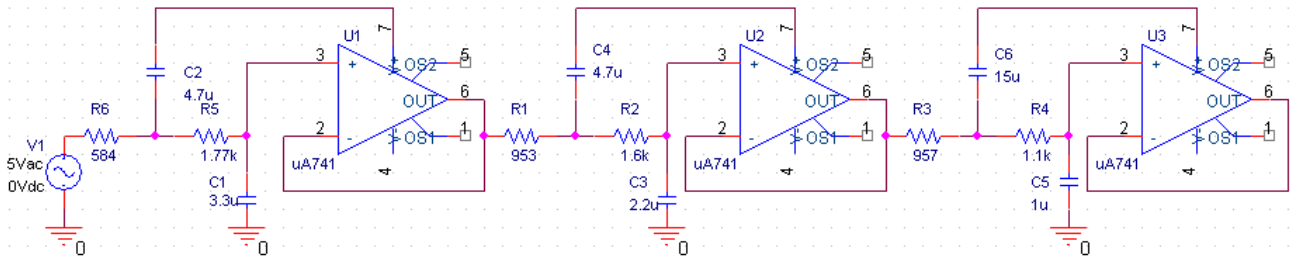 V1
5Vac
0Vdc
0
R6
584
C2
4.7u
R5
1.77k
C1
3.3u
0
U1
3
+
2
-
7
V+
OS2
5
OUT
6
OS1
1
V-
4
uA741
R1
953
C4
4.7u
R2
1.6k
C3
2.2u
0
U2
3
+
2
-
7
V+
OS2
5
OUT
6
OS1
1
V-
4
uA741
R3
957
C6
15u
R4
1.1k
C5
1u
0
U3
3
+
2
-
7
V+
OS2
5
OUT
6
OS1
1
V-
4
uA741